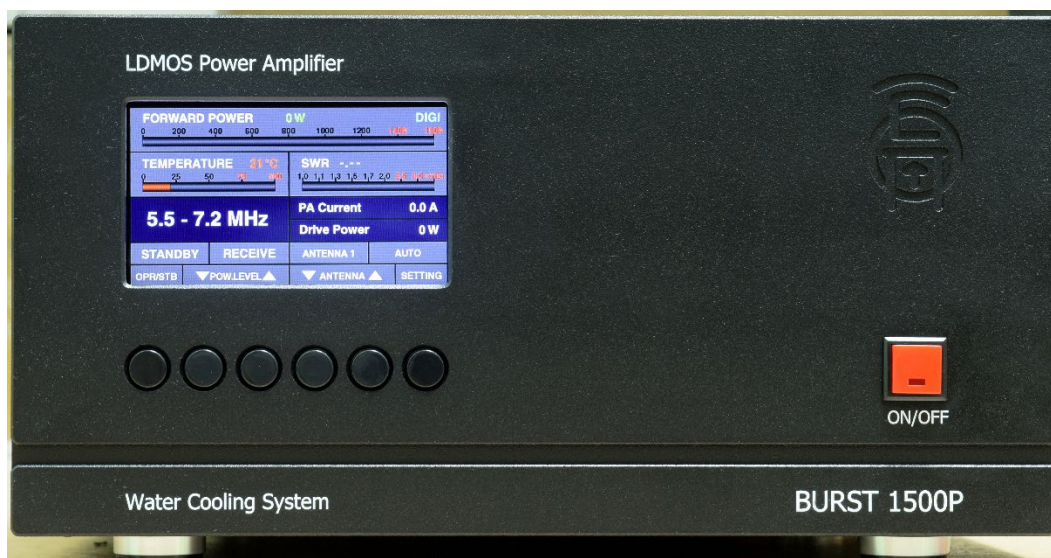 LDMOS Power Amplifier
FORWARD POWER 0 W DIGI
0 200 400 600 800 1000 1200
TEMPERATURE 31 °C SWR -.--
0 25 50 1,0 1,1 1,3 1,5 1,7 2,0
5.5 - 7.2 MHz
PA Current 0.0 A
Drive Power 0 W
STANDBY RECEIVE ANTENNA 1 AUTO
OPR/STB ▼POW.LEVEL▲ ▼ ANTENNA ▲ SETTING
ON/OFF
Water Cooling System
BURST 1500P